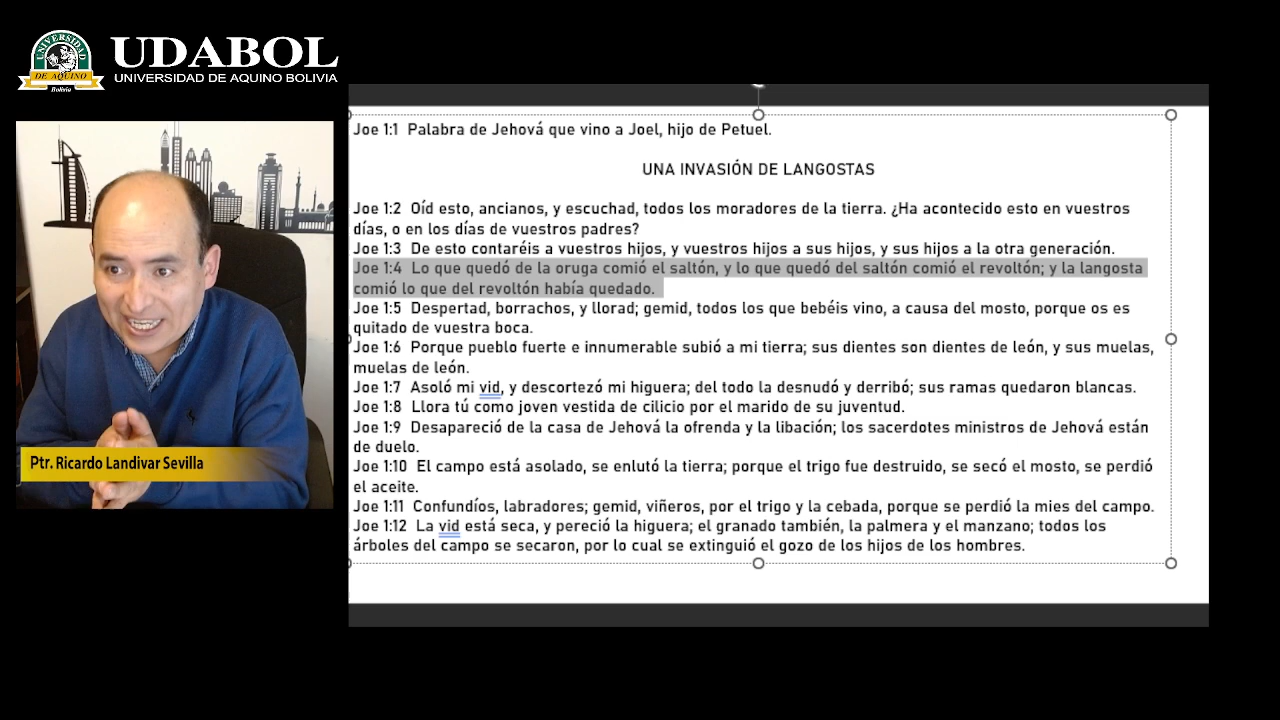 UNIVERSIDAD
DE AQUINO
Bolivia
UDABOL
UNIVERSIDAD DE AQUINO BOLIVIA
Ptr. Ricardo Landivar Sevilla
Joe 1:1 Palabra de Jehová que vino a Joel, hijo de Petuel.
UNA INVASIÓN DE LANGOSTAS
Joe 1:2 Oíd esto, ancianos, y escuchad, todos los moradores de la tierra. ¿Ha acontecido esto en vuestros
días, o en los días de vuestros padres?
Joe 1:3 De esto contaréis a vuestros hijos, y vuestros hijos a sus hijos, y sus hijos a la otra generación.
Joe 1:4 Lo que quedó de la oruga comió el saltón, y lo que quedó del saltón comió el revoltón; y la langosta
comió lo que del revoltón había quedado.
Joe 1:5 Despertad, borrachos, y llorad; gemid, todos los que bebéis vino, a causa del mosto, porque os es
quitado de vuestra boca.
Joe 1:6 Porque pueblo fuerte e innumerable subió a mi tierra; sus dientes son dientes de león, y sus muelas,
muelas de león.
Joe 1:7 Asoló mi vid, y descortezó mi higuera; del todo la desnudó y derribó; sus ramas quedaron blancas.
Joe 1:8 Llora tú como joven vestida de cilicio por el marido de su juventud.
Joe 1:9 Desapareció de la casa de Jehová la ofrenda y la libación; los sacerdotes ministros de Jehová están
de duelo.
Joe 1:10 El campo está asolado, se enlutó la tierra; porque el trigo fue destruido, se secó el mosto, se perdió
el aceite.
Joe 1:11 Confundíos, labradores; gemid, viñeros, por el trigo y la cebada, porque se perdió la mies del campo.
Joe 1:12 La vid está seca, y pereció la higuera; el granado también, la palmera y el manzano; todos los
árboles del campo se secaron, por lo cual se extinguió el gozo de los hijos de los hombres.